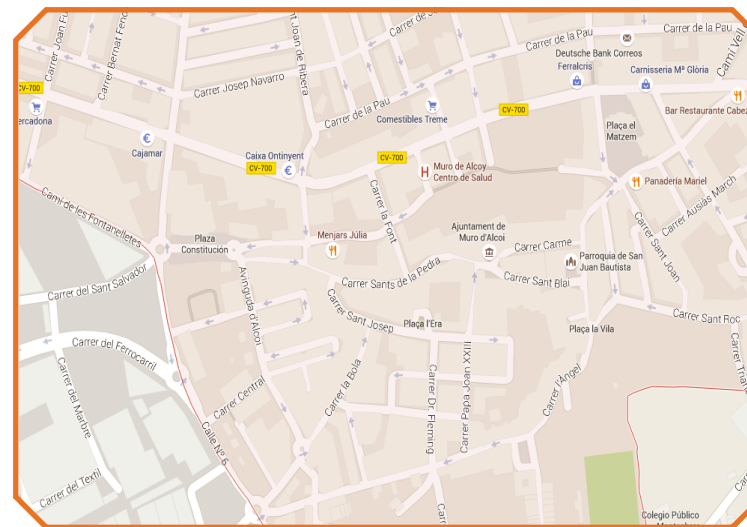 Carrer Joan Fu
Carrer Bernat Fenc
Sant Joan de Ribera
Carrer de la Pau
Deutsche Bank Correos
Carrer de la Pau
Camí Vell
Ferralcris
Carnisseria Mª Glòria
CV-700
Carrer Josep Navarro
Carrer de la Pau
Comestibles Treme
CV-700
Bar Restaurante Cabez
ercadona
Plaça el
Matzem
Cajamar
Caixa Ontinyent
CV-700
CV-700
Muro de Alcoy
Centro de Salud
Panadería Mariel
Camí de les Fontanelletes
Carrer la Font
Carrer Ausiàs March
Carrer Sant Joan
Plaza
Constitución
Menjars Júlia
Ajuntament de
Muro d'Alcoi
Carrer Carme
Parroquia de San
Juan Bautista
Carrer del Sant Salvador
Avinguda d'Alcoi
Carrer Sants de la Pedra
Carrer Sant Blai
Carrer Sant Josep
Plaça l'Era
Plaça la Vila
Carrer Sant Roc
Carrer del Ferrocarril
Carrer la Bola
Carrer Central
Carrer Dr. Fleming
Carrer Papa Joan XXIII
Carrer l'Àngel
Carrer del Marbre
Calle Nº 6
Carrer del Textil
Carrer
Colegio Público